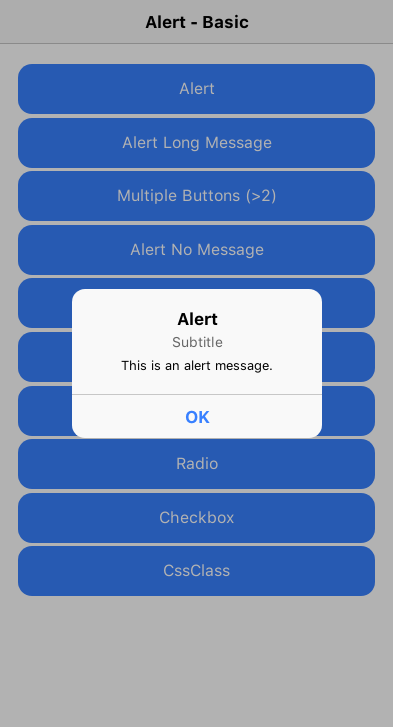 Alert - Basic
Alert
Alert Long Message
Multiple Buttons (>2)
Alert No Message
Alert
Subtitle
This is an alert message.
OK
Radio
Checkbox
CssClass